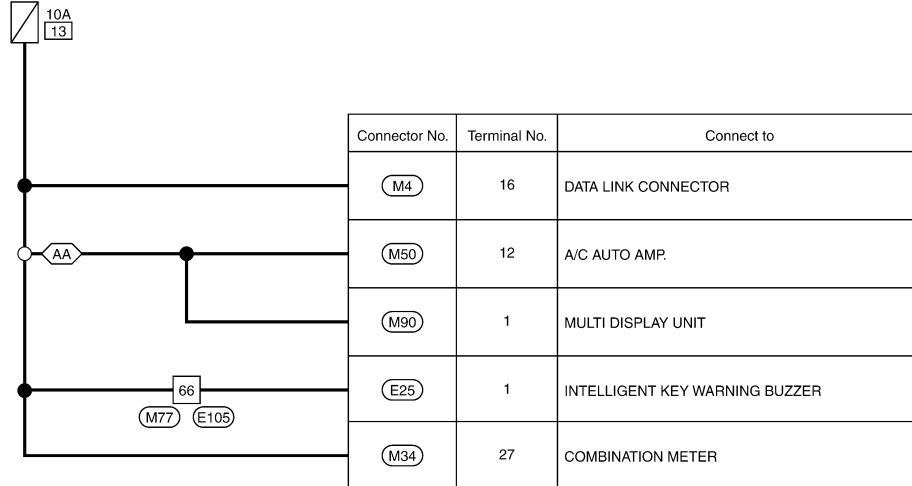 10A
13
Connector No. Terminal No. Connect to
M4 16 DATA LINK CONNECTOR
AA M50 12 A/C AUTO AMP.
M90 1 MULTI DISPLAY UNIT
66 E25 1 INTELLIGENT KEY WARNING BUZZER
M77 E105
M34 27 COMBINATION METER